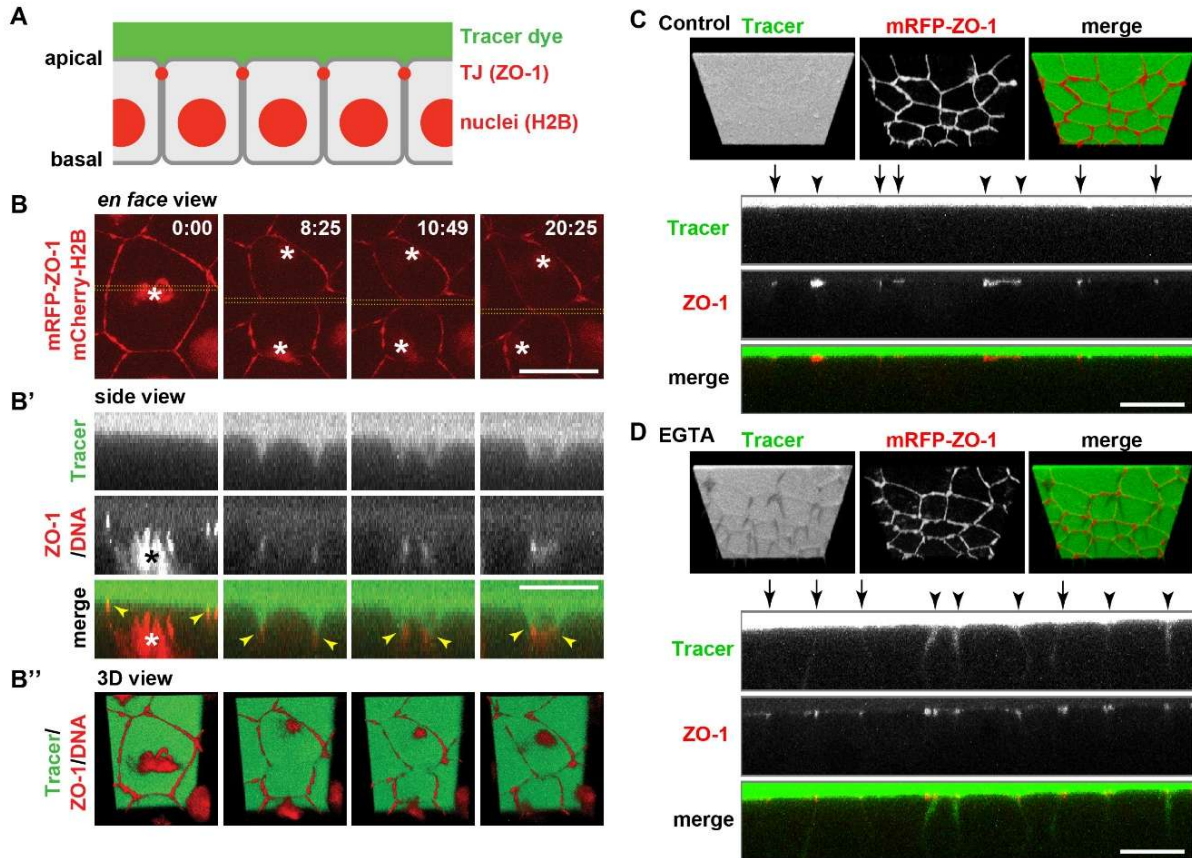 A
apical
basal
Tracer dye
TJ (ZO-1)
nuclei (H2B)
B
en face view
mRFP-ZO-1
mCherry-H2B
0:00
8:25
10:49
20:25
*
*
*
*
*
*
*
B’
side view
Tracer
ZO-1
/DNA
*
merge
*
B’’
3D view
Tracer/
ZO-1/DNA
C
Control
Tracer
mRFP-ZO-1
merge
Tracer
ZO-1
merge
D
EGTA
Tracer
mRFP-ZO-1
merge
Tracer
ZO-1
merge